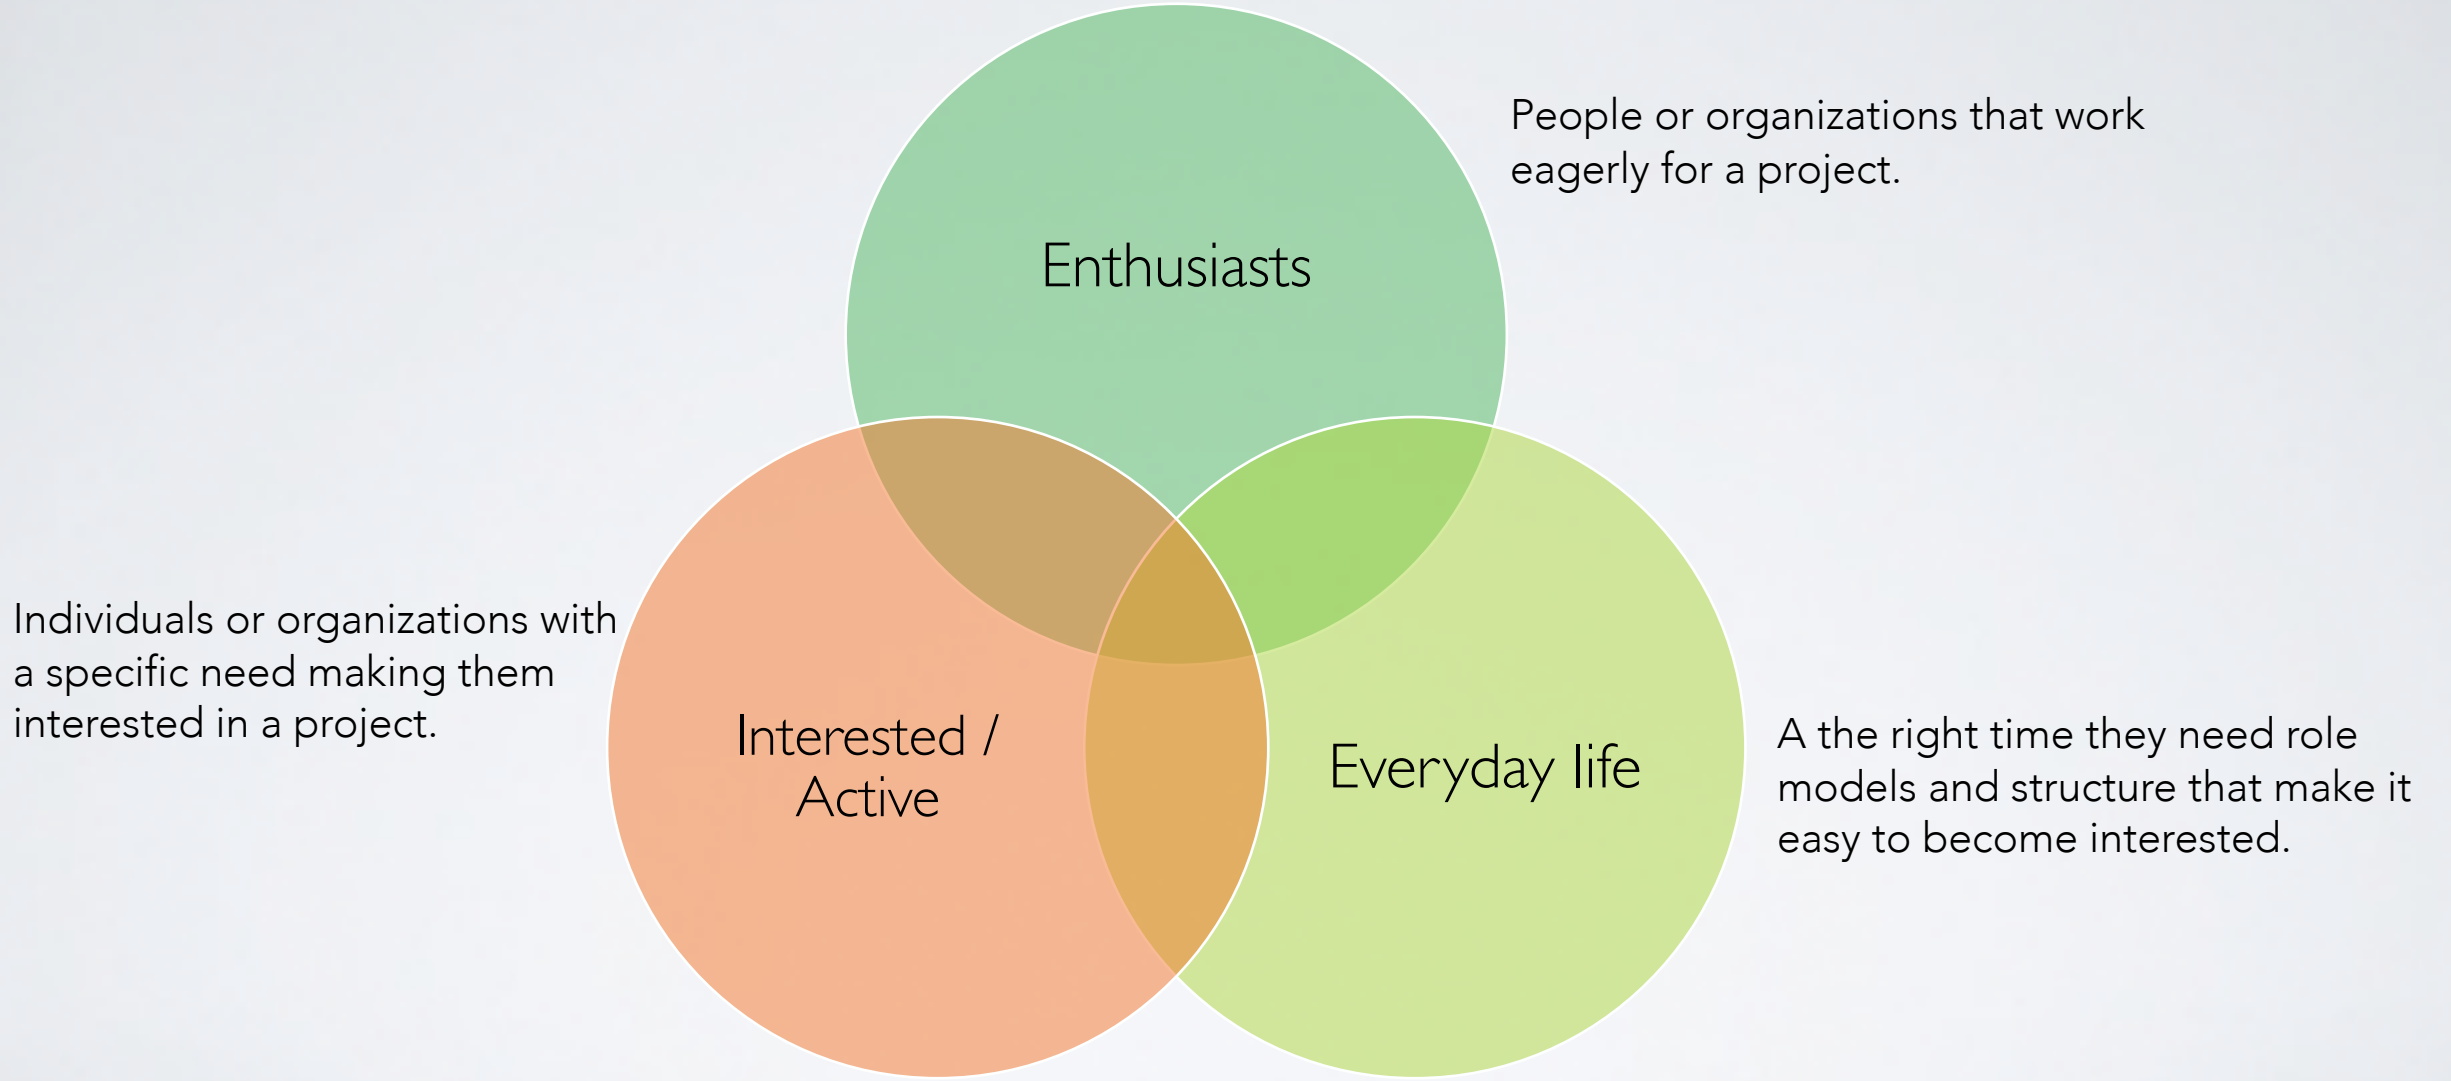 People or organizations that work
eagerly for a project.
Enthusiasts
Individuals or organizations with
a specific need making them
interested in a project.
Interested /
Active
Everyday life
A the right time they need role
models and structure that make it
easy to become interested.